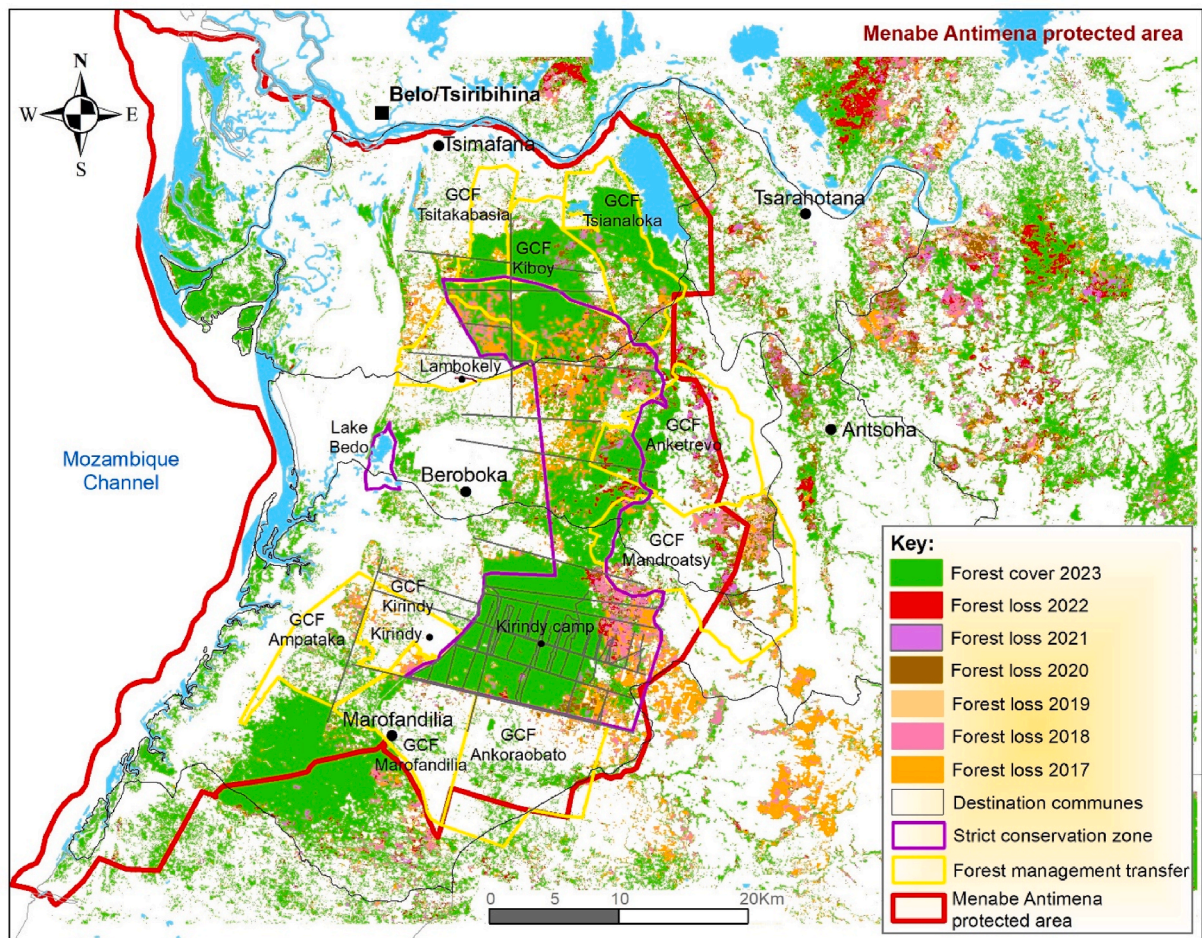 Menabe Antimena protected area
N
W
E
S
Belo/Tsiribihina
Tsimafana
GCF
Tsitakabasia
GCF
Tsianaloka
Tsarahotana
GCF
Kiboy
Lambokely
Lake
Bedo
GCF
Anketrevo
Antsoha
Mozambique
Channel
Beroboka
GCF
Mandroatsy
GCF
Kirindy
GCF
Ampataka
Kirindy
Kirindy camp
Marofandilia
GCF
Marofandilia
GCF
Ankoraobato
Key:
Forest cover 2023
Forest loss 2022
Forest loss 2021
Forest loss 2020
Forest loss 2019
Forest loss 2018
Forest loss 2017
Destination communes
Strict conservation zone
Forest management transfer
Menabe Antimena
protected area
0 5 10 20Km